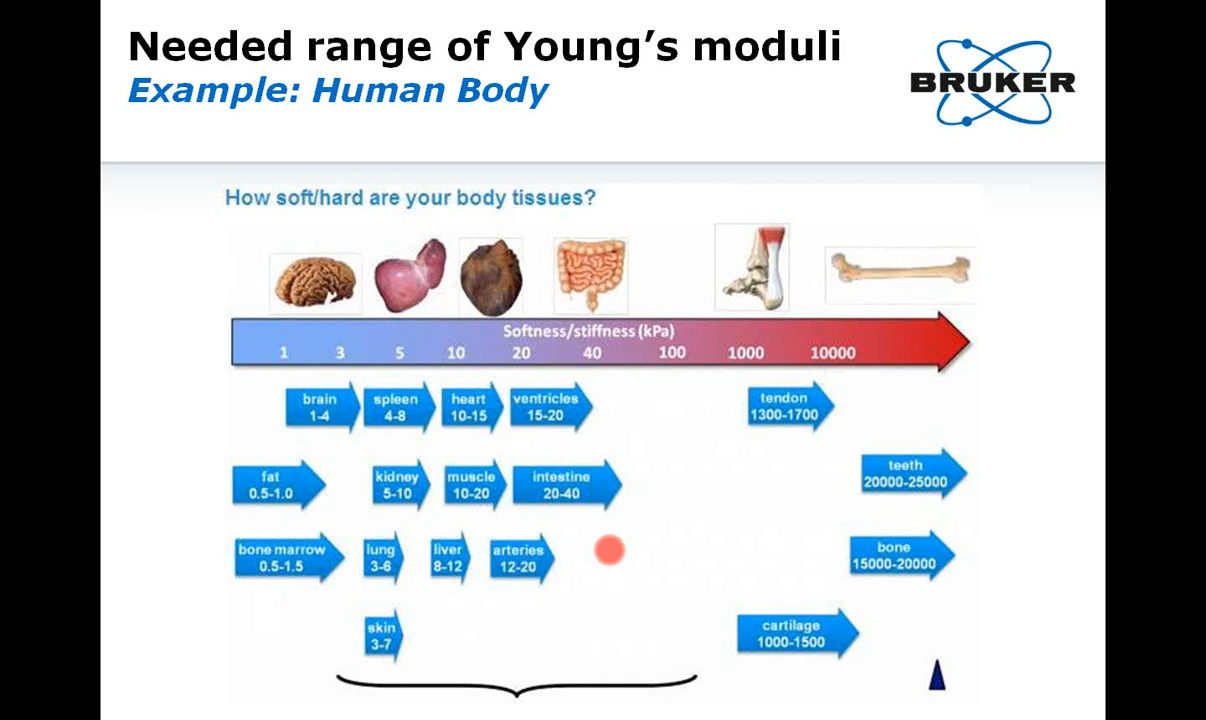 Needed range of Young's moduli
Example: Human Body
BRUKER
How soft/hard are your body tissues?
Softness/stiffness (kPa)
1 3 5 10 20 40 100 1000 10000
brain
1-4
spleen
4-8
heart
10-15
ventricles
15-20
tendon
1300-1700
fat
0.5-1.0
kidney
5-10
muscle
10-20
intestine
20-40
teeth
20000-25000
bone marrow
0.5-1.5
lung
3-6
liver
8-12
arteries
12-20
bone
15000-20000
skin
3-7
cartilage
1000-1500